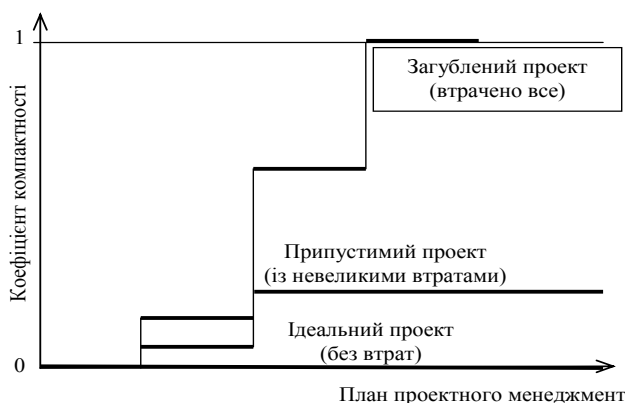 1
Загублений проект
(втрачено все)
Коефіцієнт компактності
Припустимий проект
(із невеликими втратами)
Ідеальний проект
(без втрат)
0
План проектного менеджмент